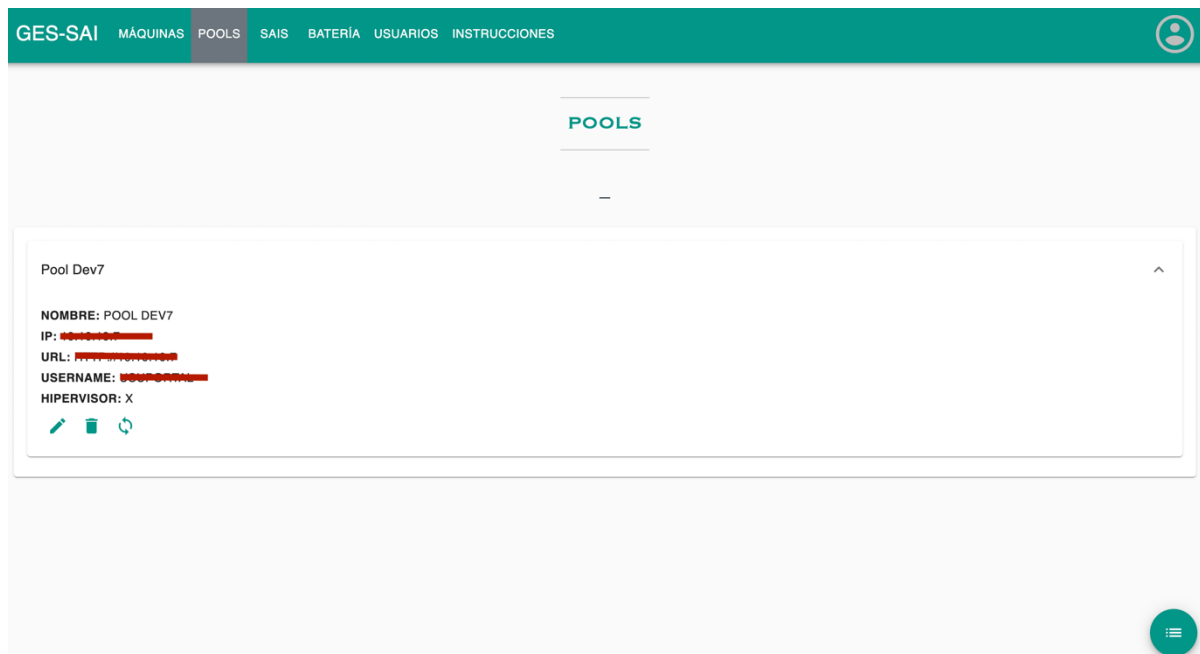 GES-SAI MÁQUINAS POOLS SAIS BATERÍA USUARIOS INSTRUCCIONES
POOLS
–
Pool Dev7
NOMBRE: POOL DEV7
IP:
URL:
USERNAME:
HIPERVISOR: X